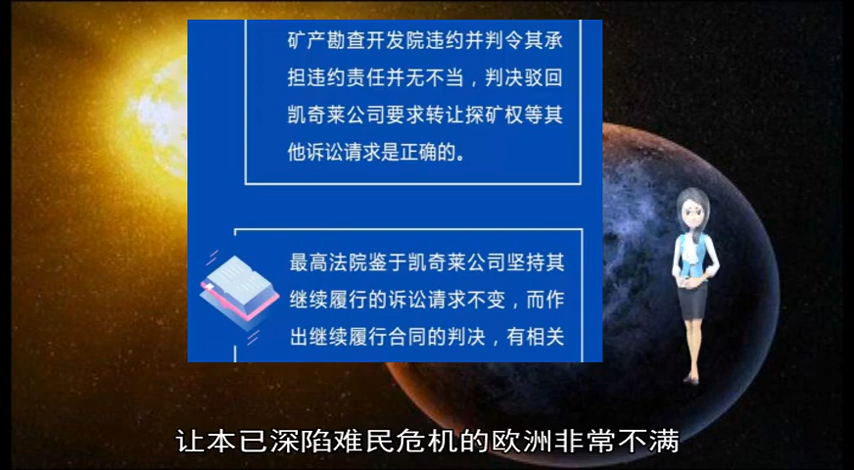 矿产勘查开发院违约并判令其承
担违约责任并无不当，判决驳回
凯奇莱公司要求转让探矿权等其
他诉讼请求是正确的。
最高法院鉴于凯奇莱公司坚持其
继续履行的诉讼请求不变，而作
出继续履行合同的判决，有相关
让本已深陷难民危机的欧洲非常不满